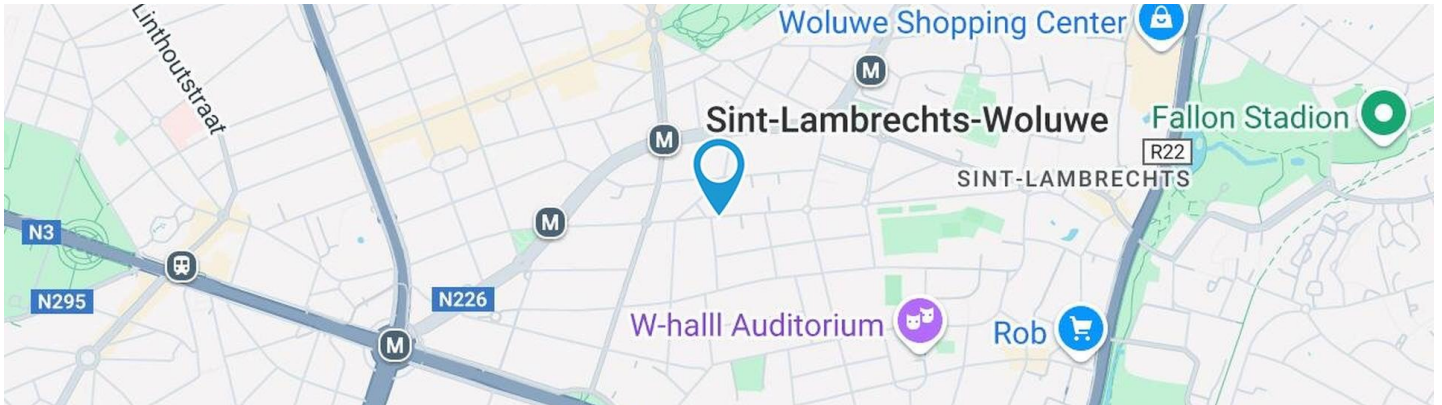 Woluwe Shopping Center
Linthoutstraat
M
Sint-Lambrechts-Woluwe
Fallon Stadion
M
R22
SINT-LAMBRECHTS
M
N3
N295
N226
W-halll Auditorium
Rob
M